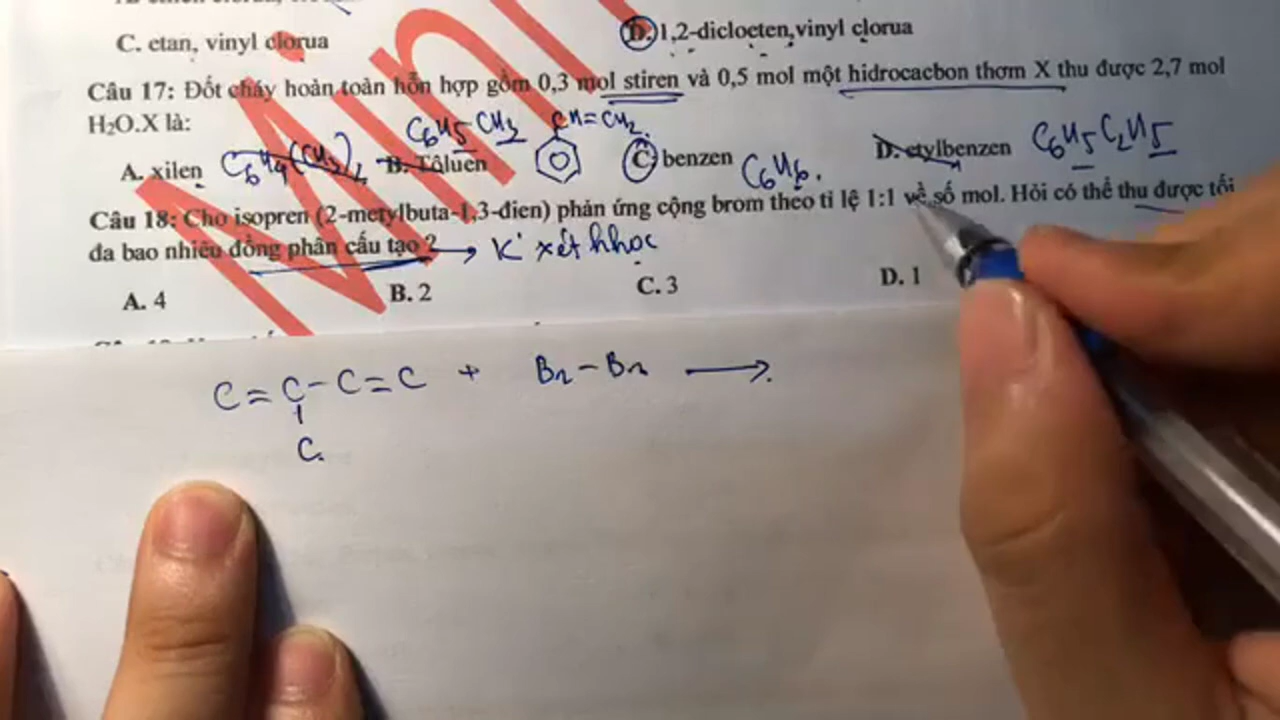 C. etan, vinyl clorua
D. 1,2-dicloeten, vinyl clorua
Câu 17: Đốt cháy hoàn toàn hỗn hợp gồm 0,3 mol stiren và 0,5 mol một hidrocacbon thơm X thu được 2,7 mol
H₂O.X là:
C6H5 CH3 CH=CH2
A. xilen C6H4(CH3)2 B. Tôluen C. benzen C6H6. D. etylbenzen C6H5C2H5
Câu 18: Cho isopren (2-metylbuta-1,3-đien) phản ứng cộng brom theo tỉ lệ 1:1 về số mol. Hỏi có thể thu được tối
đa bao nhiêu đồng phân cấu tạo ? → K° xét hhọc
A. 4 B. 2 C. 3 D. 1
C=C-C=C + Br-Br →
C
Min